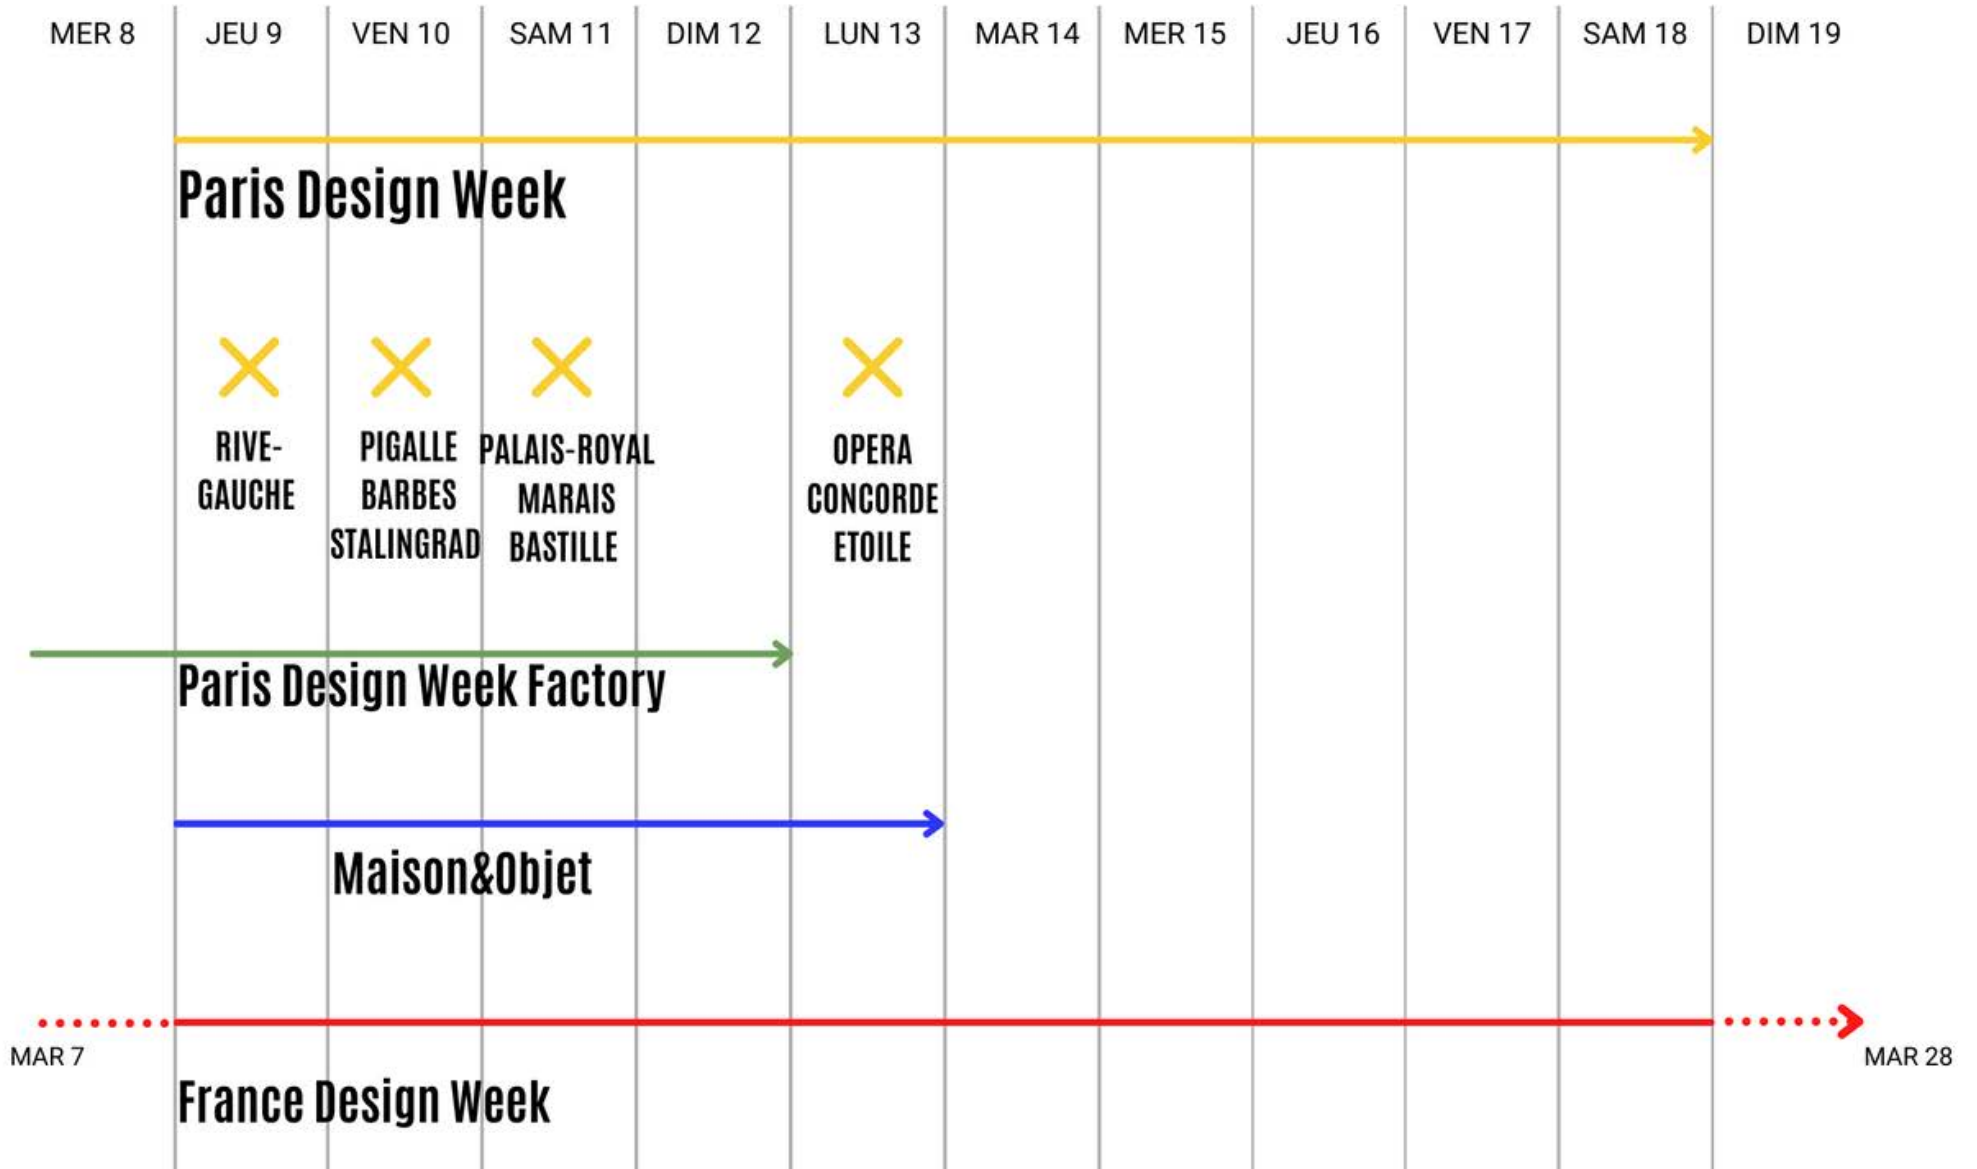 MER 8 JEU 9 VEN 10 SAM 11 DIM 12 LUN 13 MAR 14 MER 15 JEU 16 VEN 17 SAM 18 DIM 19
Paris Design Week
RIVE-
GAUCHE
PIGALLE
BARBES
STALINGRAD
PALAIS-ROYAL
MARAIS
BASTILLE
OPERA
CONCORDE
ETOILE
Paris Design Week Factory
Maison&Objet
MAR 7
MAR 28
France Design Week